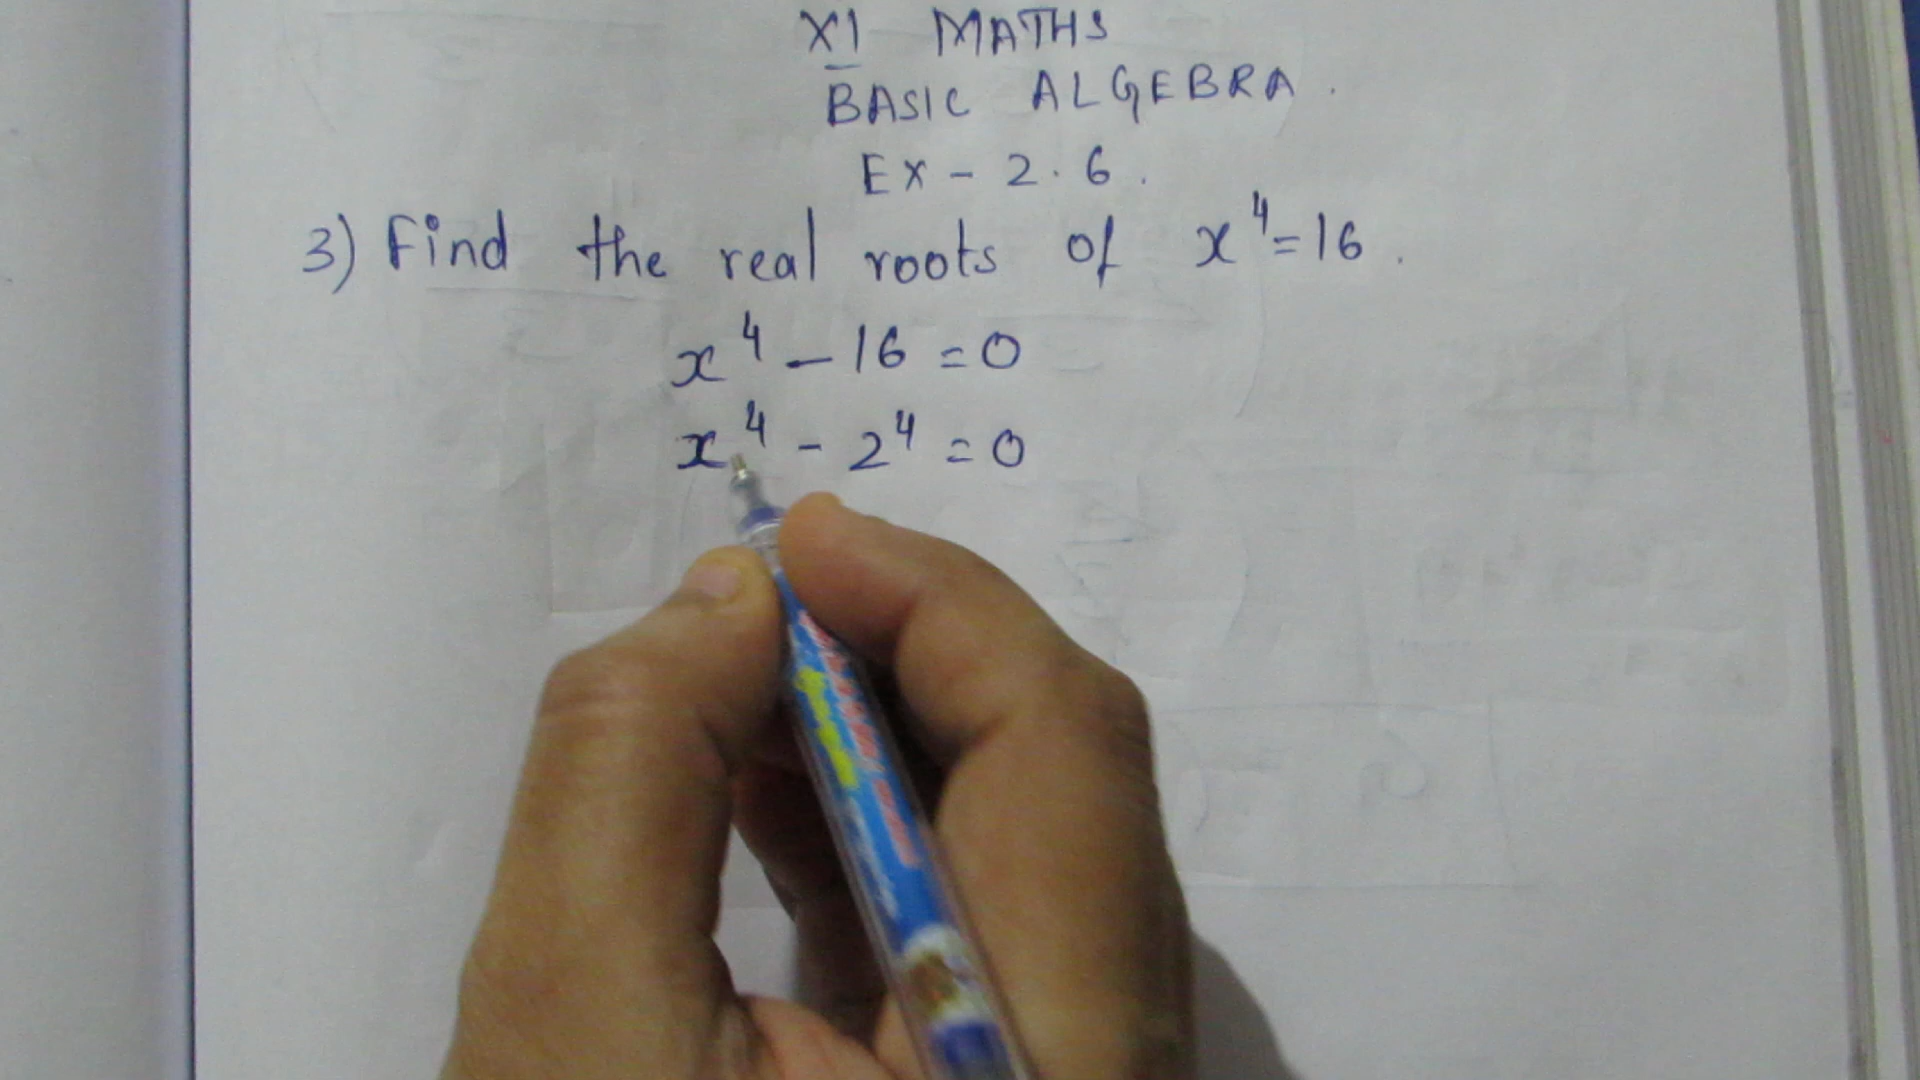 XI MATHS
BASIC ALGEBRA.
EX - 2.6.
3) Find the real roots of x⁴=16.
x⁴ - 16 = 0
x⁴ - 2⁴ = 0